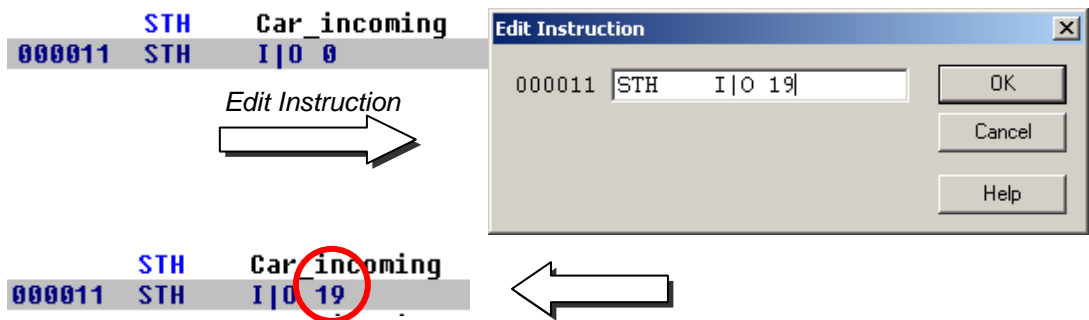 STH Car_incoming
000011 STH I|O 0
Edit Instruction
Edit Instruction
000011 STH I|O 19
OK
Cancel
Help
STH Car_incoming
000011 STH I|O 19